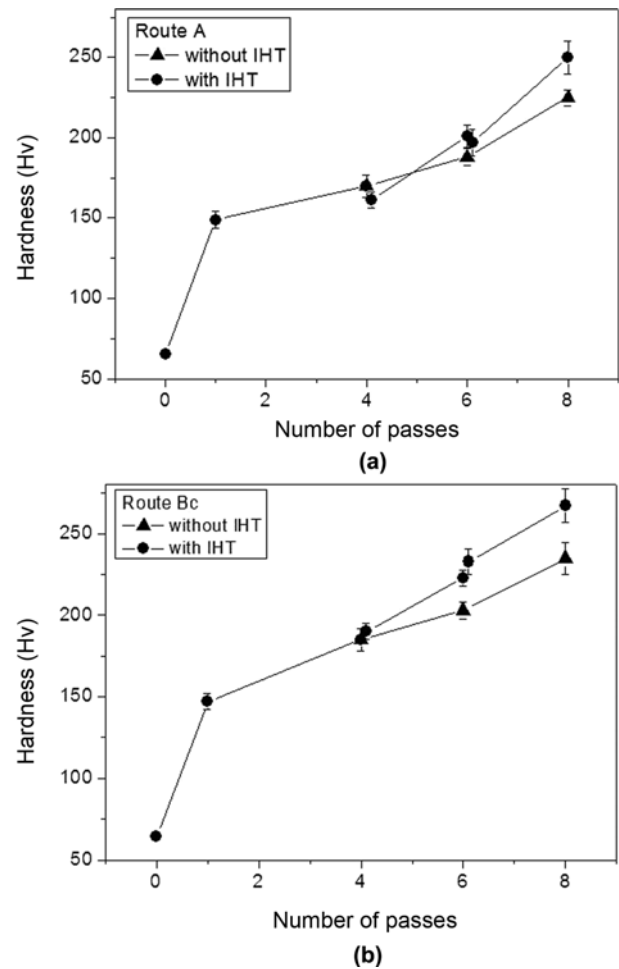 Route A
without IHT
with IHT
250
200
150
100
50
Hardness (Hv)
0 2 4 6 8
Number of passes
(a)
Route Bc
without IHT
with IHT
250
200
150
100
50
Hardness (Hv)
0 2 4 6 8
Number of passes
(b)